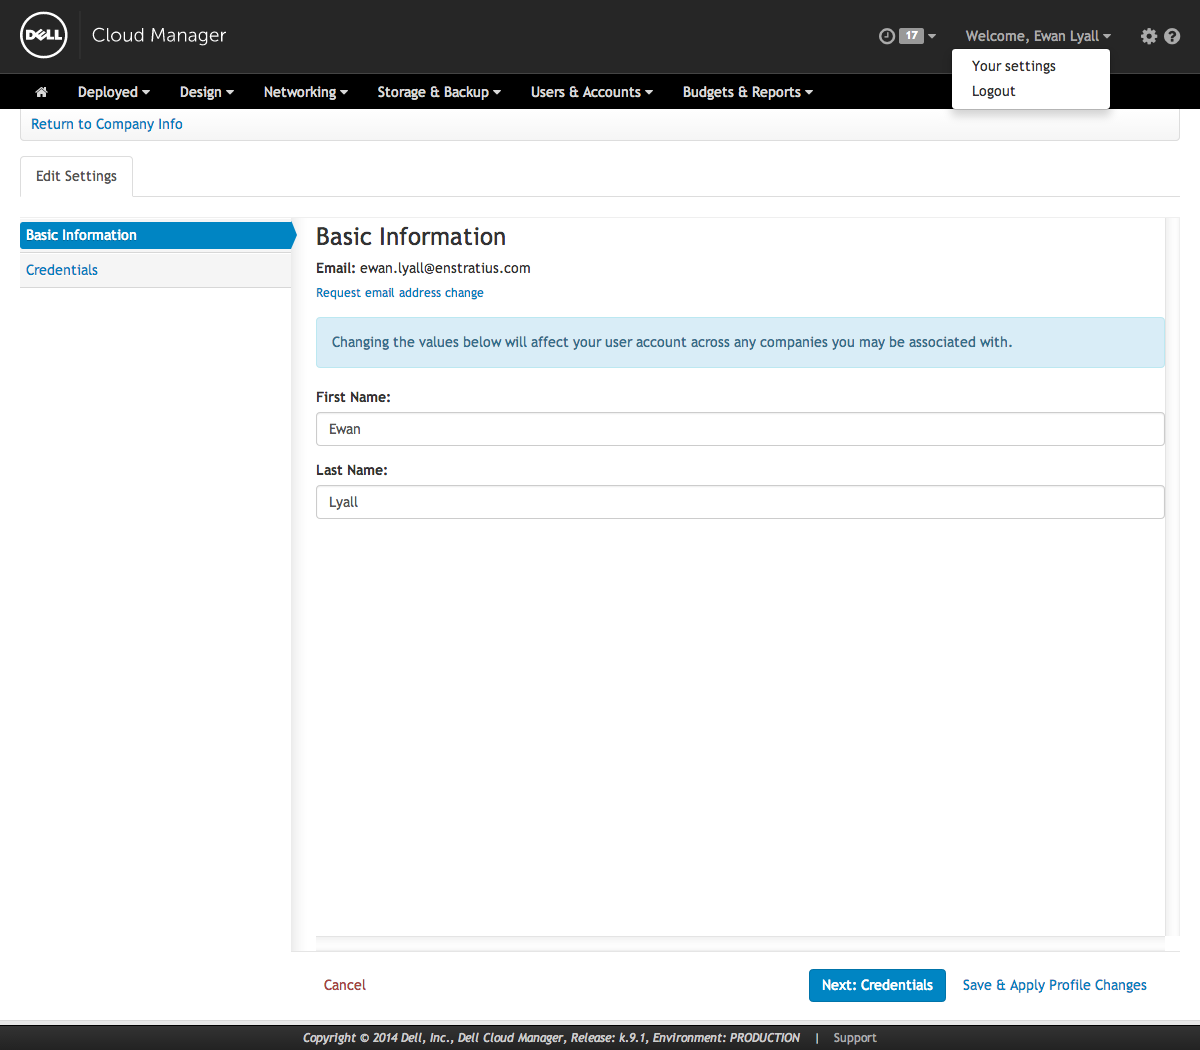 DELL Cloud Manager 17 Welcome, Ewan Lyall
Your settings
Logout
Deployed Design Networking Storage & Backup Users & Accounts Budgets & Reports
Return to Company Info
Edit Settings
Basic Information
Credentials
Basic Information
Email: ewan.lyall@enstratius.com
Request email address change
Changing the values below will affect your user account across any companies you may be associated with.
First Name:
Ewan
Last Name:
Lyall
Cancel Next: Credentials Save & Apply Profile Changes
Copyright © 2014 Dell, Inc., Dell Cloud Manager, Release: k.9.1, Environment: PRODUCTION | Support